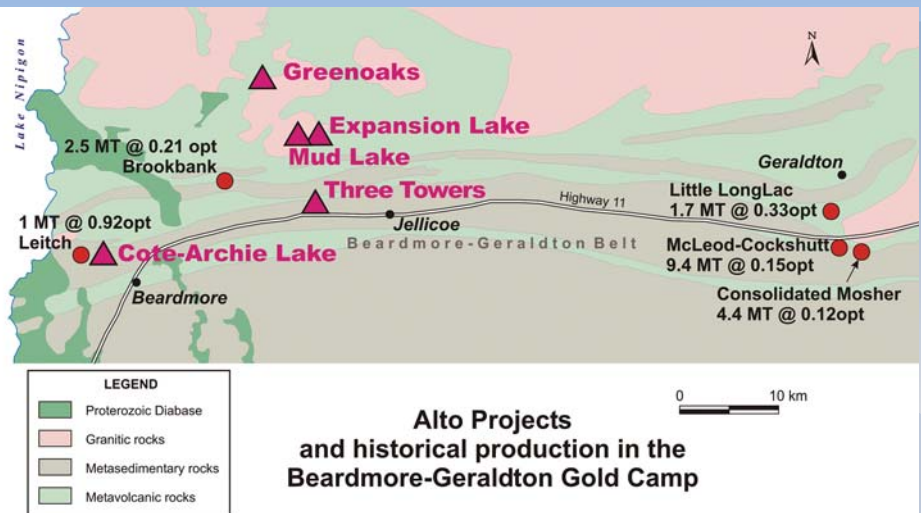 Lake Nipigon
N
Greenoaks
Expansion Lake
Mud Lake
2.5 MT @ 0.21 opt
Brookbank
Three Towers
Geraldton
Highway 11
Little LongLac
1.7 MT @ 0.33opt
Jellicoe
1 MT @ 0.92opt
Leitch
Cote-Archie Lake
Beardmore-Geraldton Belt
McLeod-Cockshutt
9.4 MT @ 0.15opt
Beardmore
Consolidated Mosher
4.4 MT @ 0.12opt
LEGEND
Proterozoic Diabase
Granitic rocks
Metasedimentary rocks
Metavolcanic rocks
0 10 km
Alto Projects
and historical production in the
Beardmore-Geraldton Gold Camp